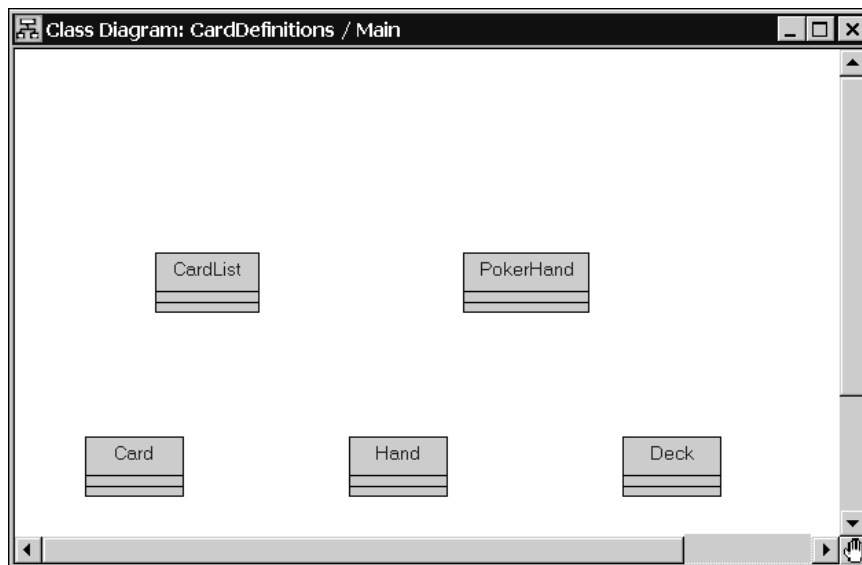 Class Diagram: CardDefinitions / Main
CardList
PokerHand
Card
Hand
Deck